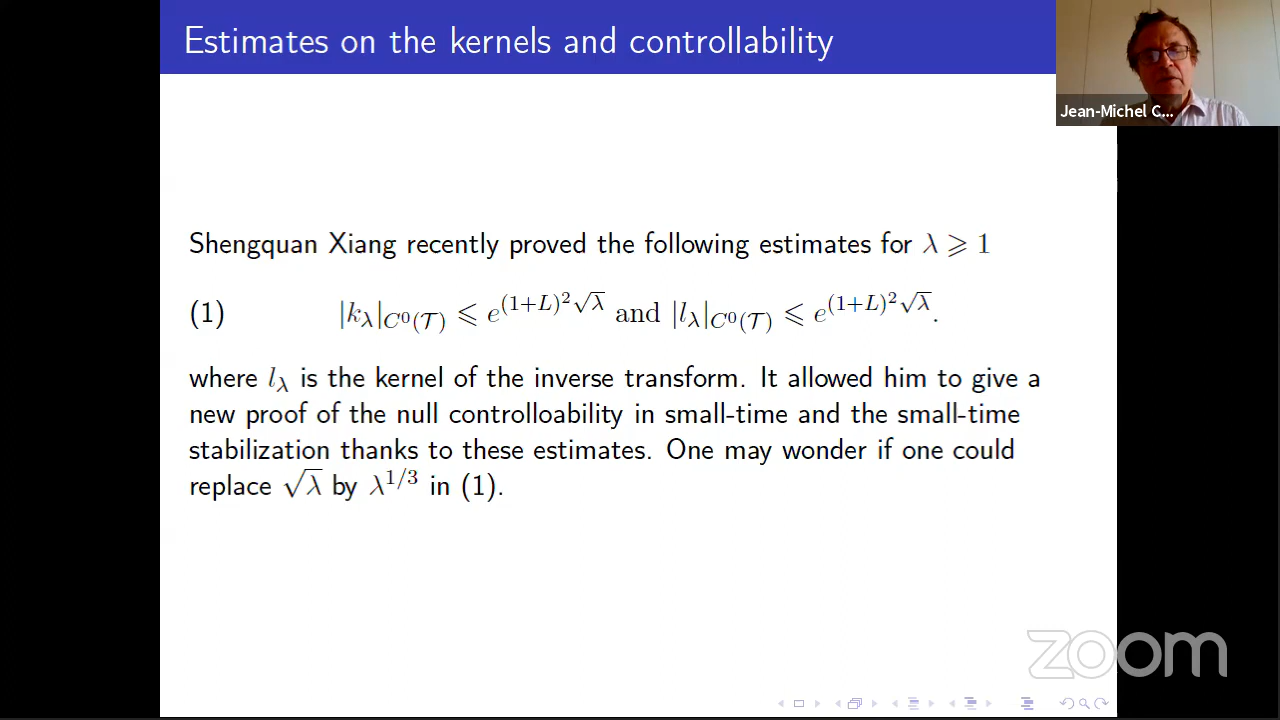 Estimates on the kernels and controllability
Jean-Michel C...
Shengquan Xiang recently proved the following estimates for λ ⩾ 1
(1) |k_λ|_{C^0(𝒯)} ⩽ e^{(1+L)^2 √λ} and |l_λ|_{C^0(𝒯)} ⩽ e^{(1+L)^2 √λ}.
where l_λ is the kernel of the inverse transform. It allowed him to give a
new proof of the null controlloability in small-time and the small-time
stabilization thanks to these estimates. One may wonder if one could
replace √λ by λ^{1/3} in (1).
zoom